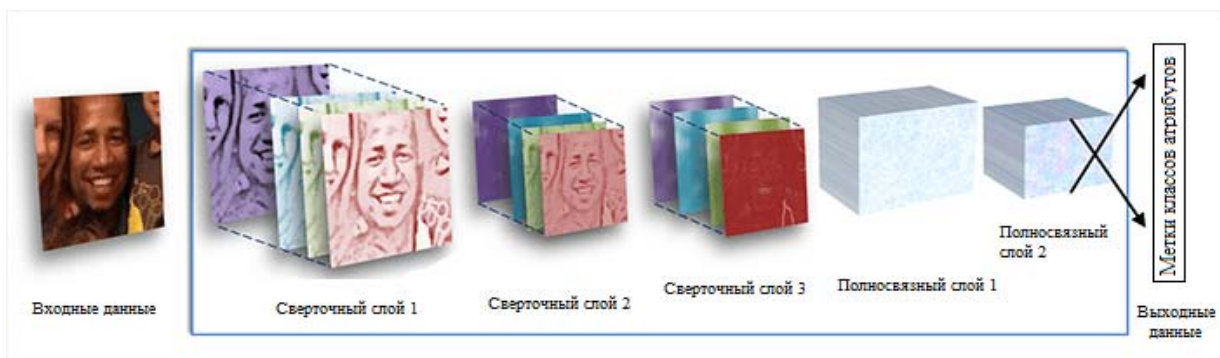 Входные данные
Сверточный слой 1
Сверточный слой 2
Сверточный слой 3
Полносвязный слой 1
Полносвязный
слой 2
Метки классов атрибутов
Выходные
данные